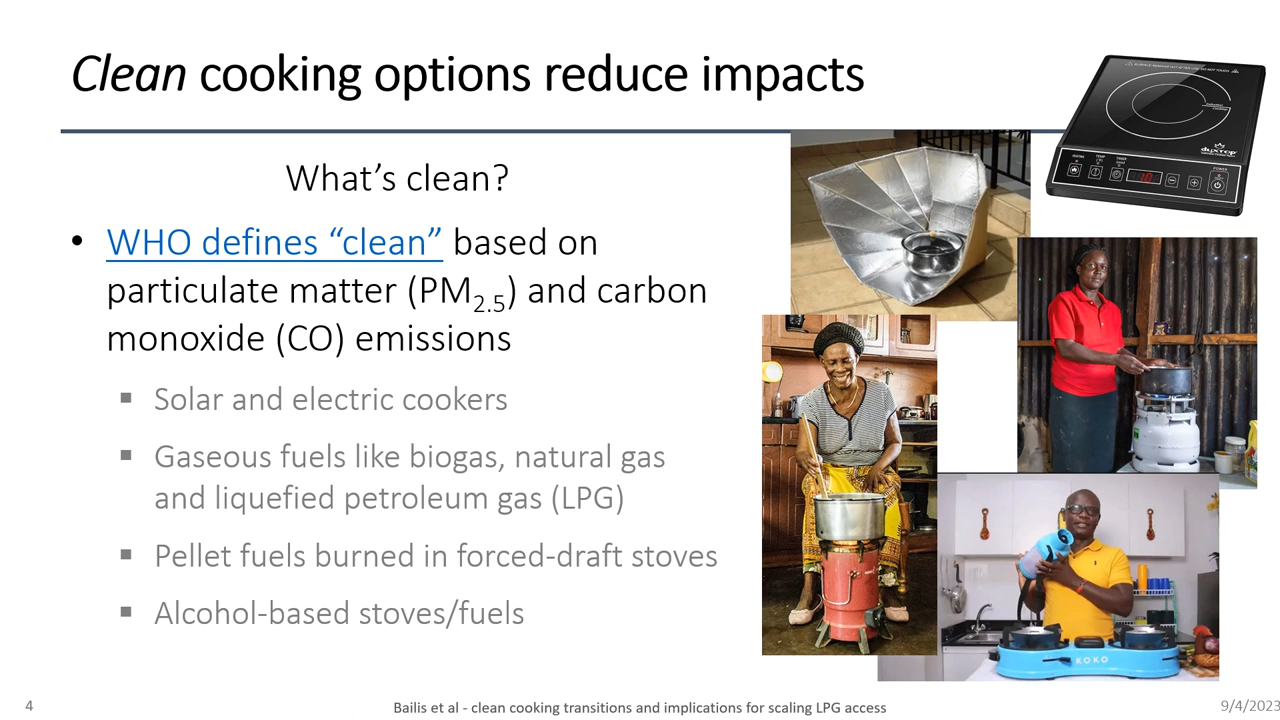 Clean cooking options reduce impacts
What’s clean?
• WHO defines “clean” based on
particulate matter (PM2.5) and carbon
monoxide (CO) emissions
▪ Solar and electric cookers
▪ Gaseous fuels like biogas, natural gas
and liquefied petroleum gas (LPG)
▪ Pellet fuels burned in forced-draft stoves
▪ Alcohol-based stoves/fuels
duxtop
POWER
10
KOKO
4
Bailis et al - clean cooking transitions and implications for scaling LPG access
9/4/2023